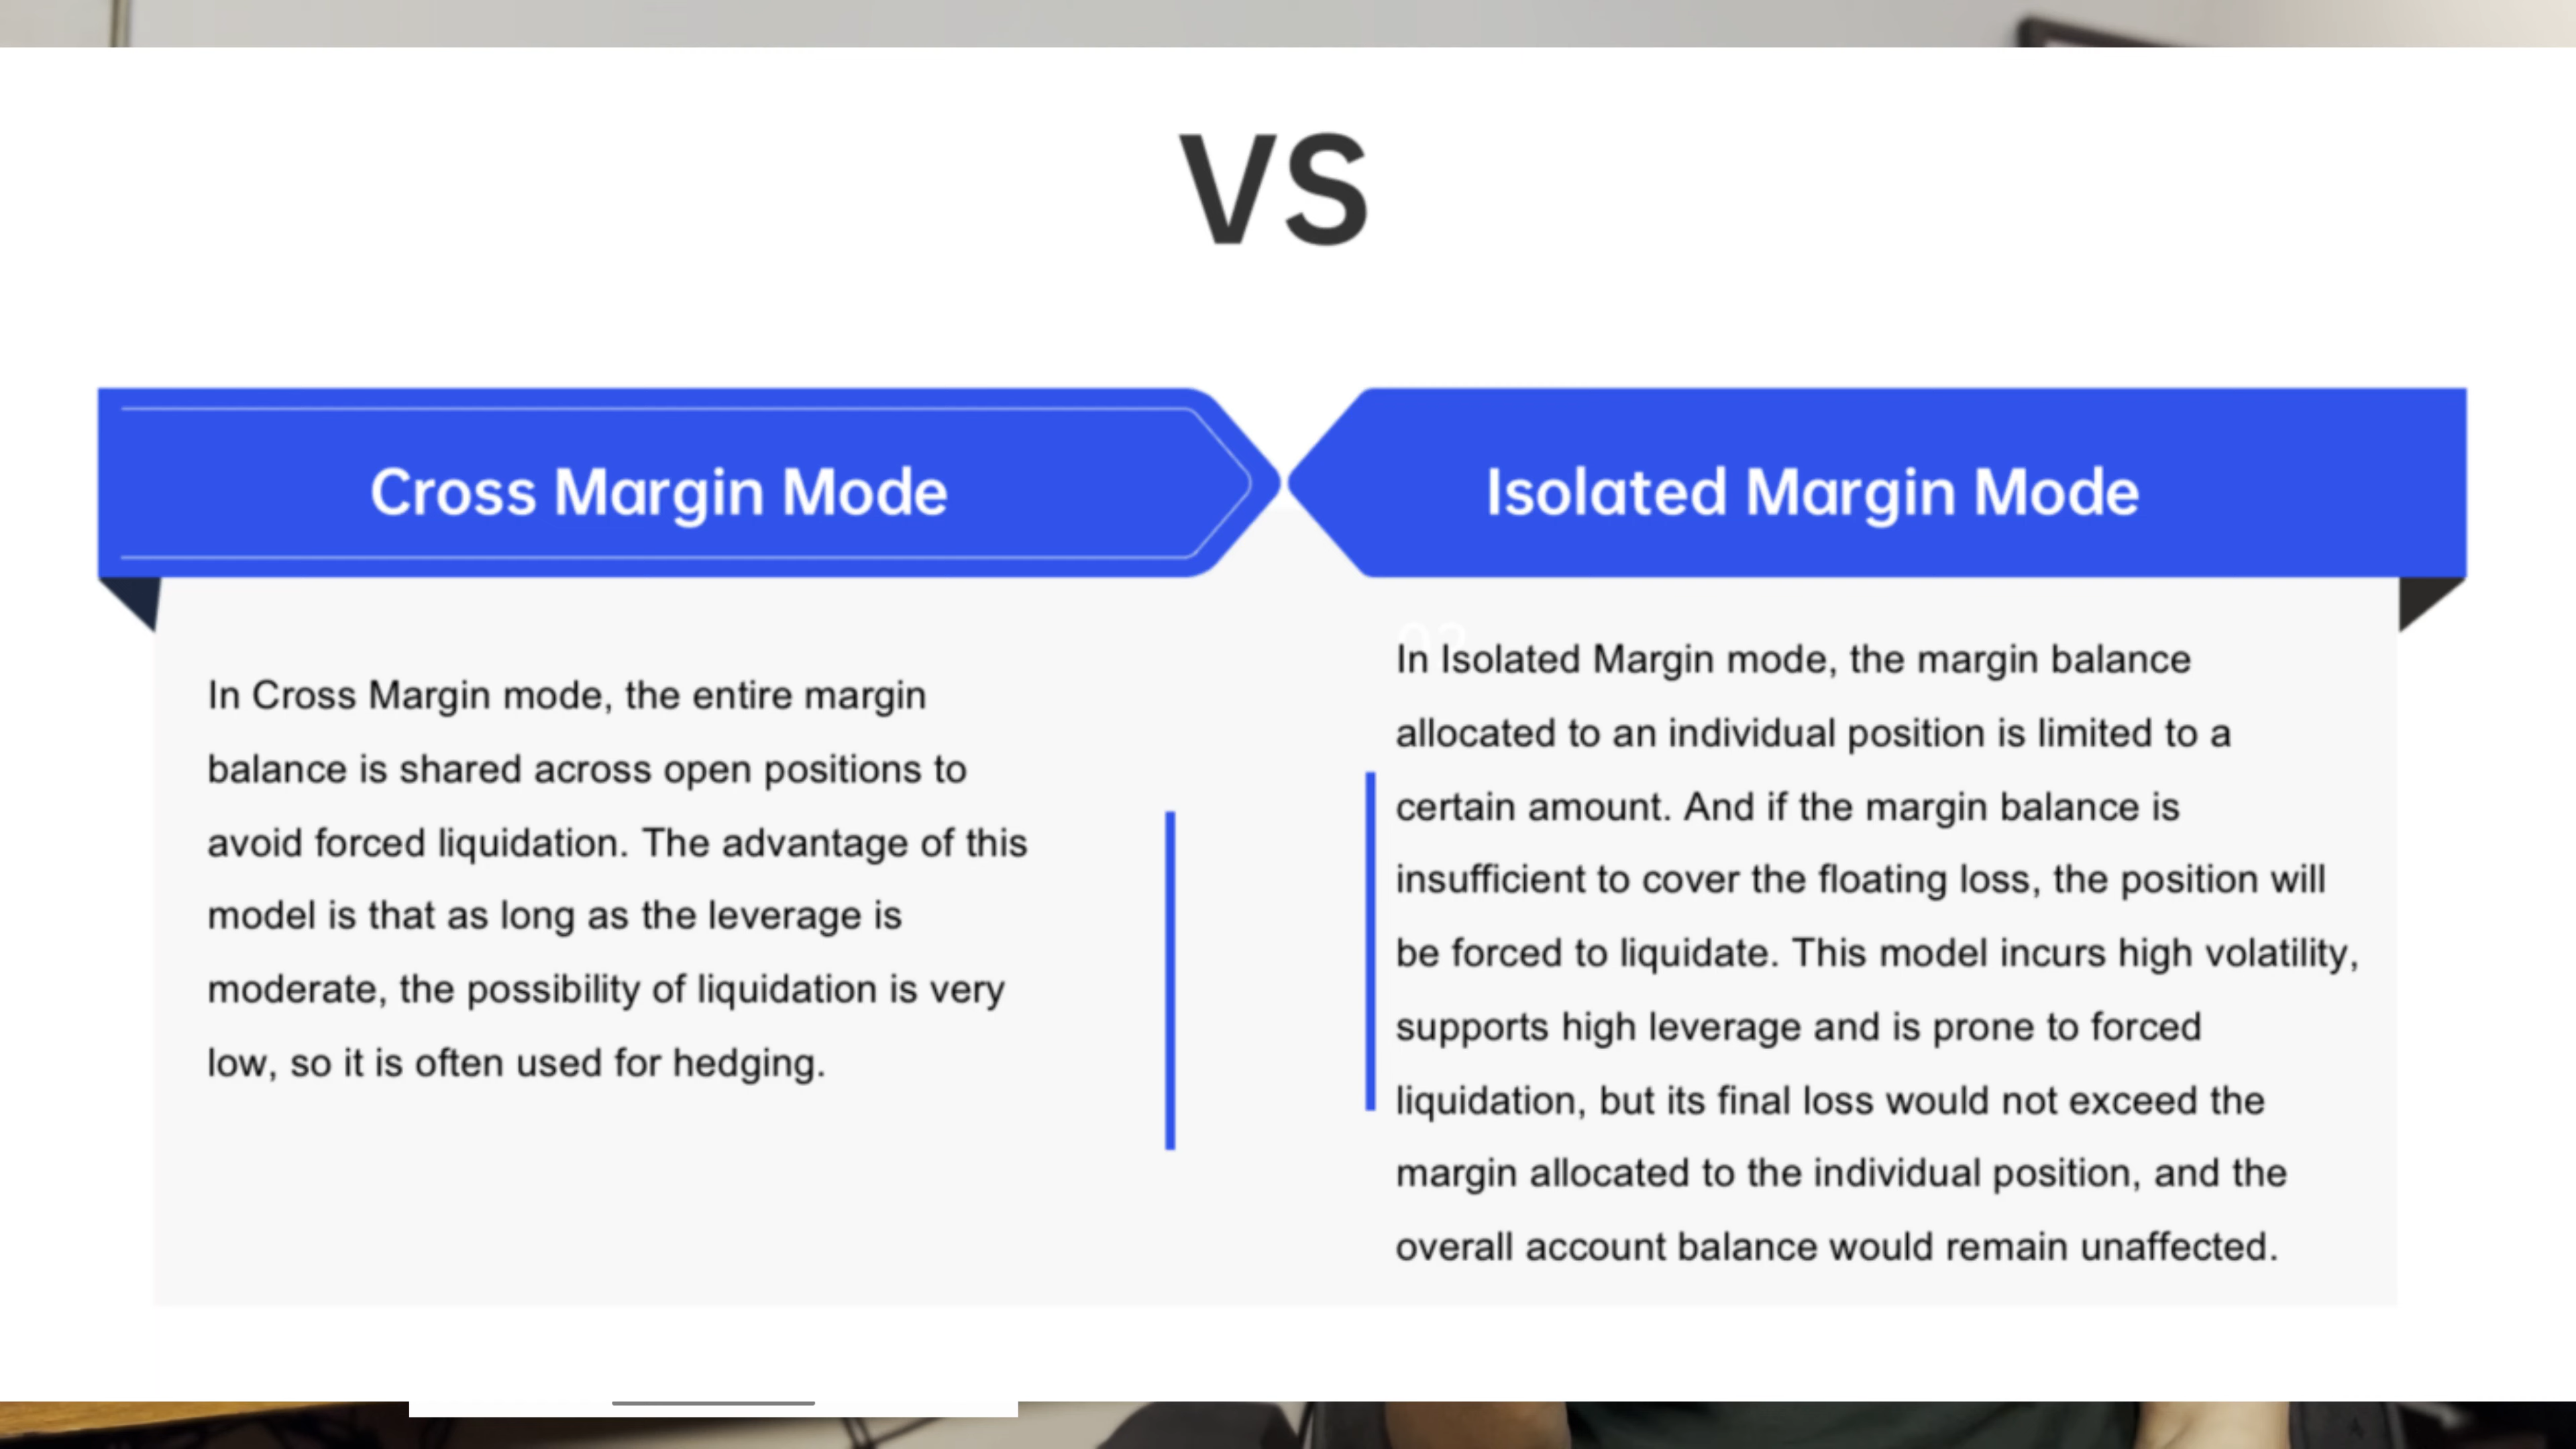 VS
Cross Margin Mode
In Cross Margin mode, the entire margin
balance is shared across open positions to
avoid forced liquidation. The advantage of this
model is that as long as the leverage is
moderate, the possibility of liquidation is very
low, so it is often used for hedging.
Isolated Margin Mode
In Isolated Margin mode, the margin balance
allocated to an individual position is limited to a
certain amount. And if the margin balance is
insufficient to cover the floating loss, the position will
be forced to liquidate. This model incurs high volatility,
supports high leverage and is prone to forced
liquidation, but its final loss would not exceed the
margin allocated to the individual position, and the
overall account balance would remain unaffected.